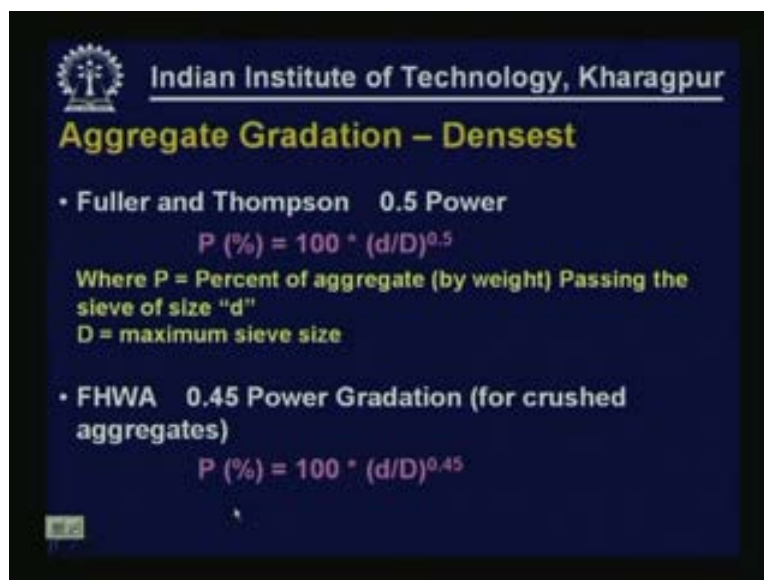 Indian Institute of Technology, Kharagpur
Aggregate Gradation – Densest
• Fuller and Thompson 0.5 Power
P (%) = 100 * (d/D)^0.5
Where P = Percent of aggregate (by weight) Passing the
sieve of size “d”
D = maximum sieve size
• FHWA 0.45 Power Gradation (for crushed
aggregates)
P (%) = 100 * (d/D)^0.45